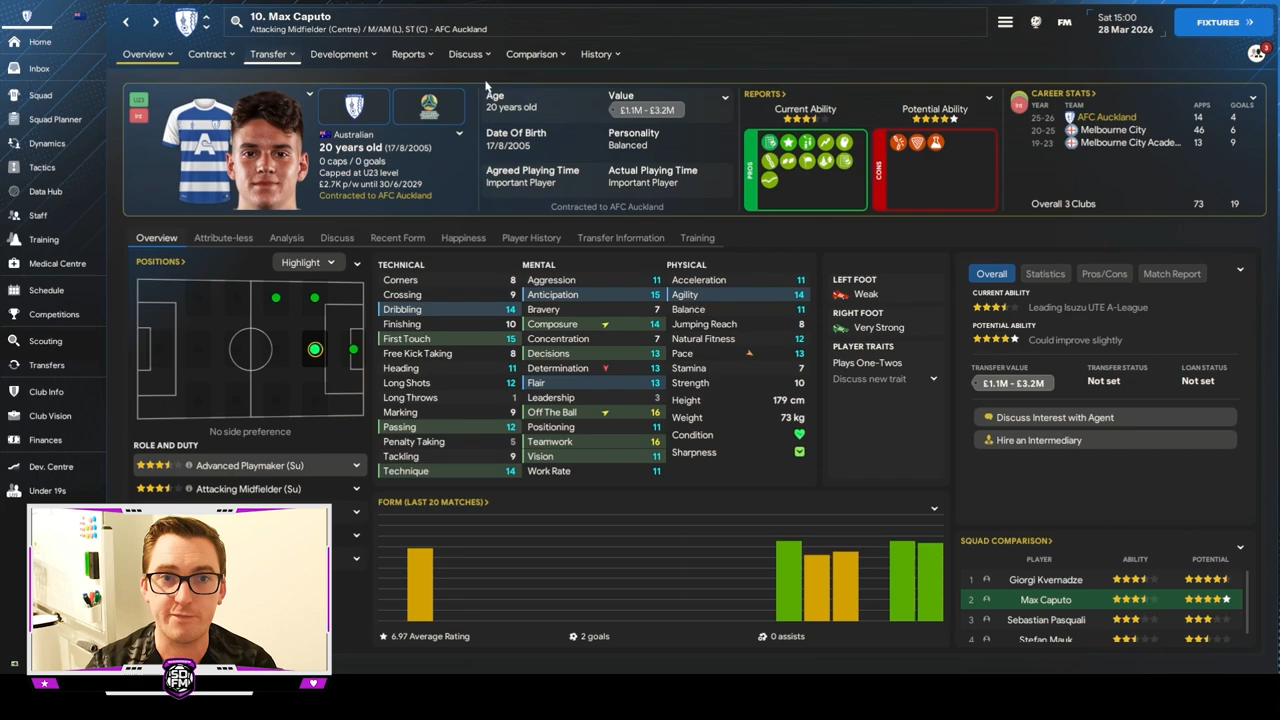 10. Max Caputo
Attacking Midfielder (Centre) / M/AM (L), ST (C) - AFC Auckland
FM
Sat 15:00
28 Mar 2026
FIXTURES
3
Home
Inbox
Squad
Squad Planner
Dynamics
Tactics
Data Hub
Staff
Training
Medical Centre
Schedule
Competitions
Scouting
Transfers
Club Info
Club Vision
Finances
Dev. Centre
Under 19s
Overview
Contract
Transfer
Development
Reports
Discuss
Comparison
History
U23
Int
A
Australian
20 years old (17/8/2005)
0 caps / 0 goals
Capped at U23 level
£2.7K p/w until 30/6/2029
Contracted to AFC Auckland
Age
20 years old
Value
£1.1M - £3.2M
Date Of Birth
17/8/2005
Personality
Balanced
Agreed Playing Time
Important Player
Actual Playing Time
Important Player
Contracted to AFC Auckland
REPORTS
Current Ability
Potential Ability
PROS
CONS
Int
CAREER STATS
YEAR TEAM APPS GOALS
25-26 AFC Auckland 14 4
20-25 Melbourne City 46 6
19-23 Melbourne City Acade... 13 9
Overall 3 Clubs 73 19
Overview
Attribute-less
Analysis
Discuss
Recent Form
Happiness
Player History
Transfer Information
Training
POSITIONS
Highlight
No side preference
ROLE AND DUTY
Advanced Playmaker (Su)
Attacking Midfielder (Su)
TECHNICAL
Corners 8
Crossing 9
Dribbling 14
Finishing 10
First Touch 15
Free Kick Taking 8
Heading 11
Long Shots 12
Long Throws 1
Marking 9
Passing 12
Penalty Taking 5
Tackling 9
Technique 14
MENTAL
Aggression 11
Anticipation 15
Bravery 7
Composure 14
Concentration 7
Decisions 13
Determination 13
Flair 13
Leadership 3
Off The Ball 16
Positioning 11
Teamwork 16
Vision 11
Work Rate 11
PHYSICAL
Acceleration 11
Agility 14
Balance 11
Jumping Reach 8
Natural Fitness 12
Pace 13
Stamina 7
Strength 10
Height 179 cm
Weight 73 kg
Condition
Sharpness
LEFT FOOT
Weak
RIGHT FOOT
Very Strong
PLAYER TRAITS
Plays One-Twos
Discuss new trait
Overall
Statistics
Pros/Cons
Match Report
CURRENT ABILITY
Leading Isuzu UTE A-League
POTENTIAL ABILITY
Could improve slightly
TRANSFER VALUE
£1.1M - £3.2M
TRANSFER STATUS
Not set
LOAN STATUS
Not set
Discuss Interest with Agent
Hire an Intermediary
FORM (LAST 20 MATCHES)
6.97 Average Rating
2 goals
0 assists
SQUAD COMPARISON
PLAYER ABILITY POTENTIAL
1 Giorgi Kvernadze
2 Max Caputo
3 Sebastian Pasquali
4 Stefan Mauk
SDFM